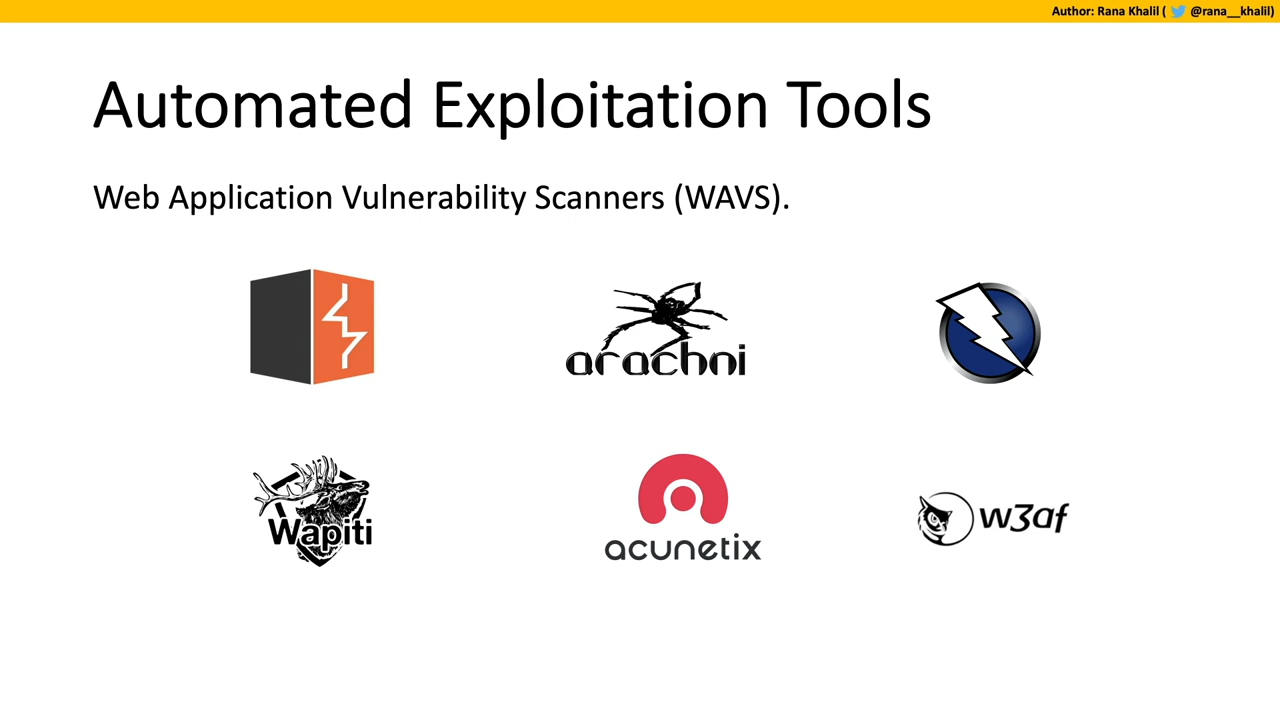 Author: Rana Khalil ( @rana__khalil)
Automated Exploitation Tools
Web Application Vulnerability Scanners (WAVS).
arachni
Wapiti
acunetix
w3af